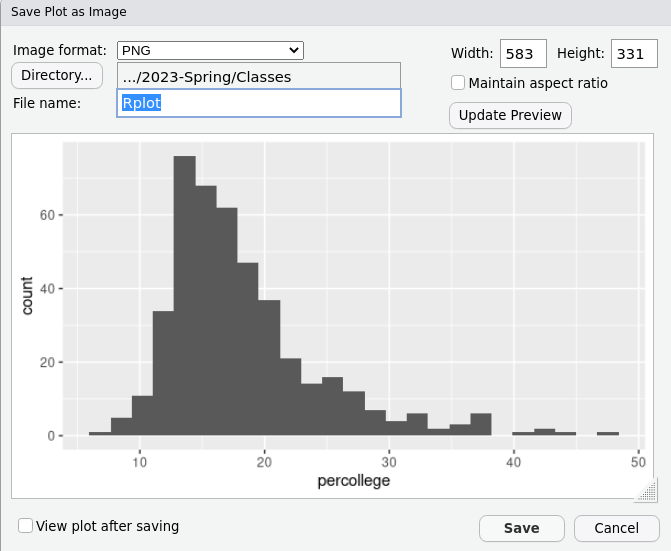 Save Plot as Image
Image format: PNG
Width: 583 Height: 331
Directory... .../2023-Spring/Classes
Maintain aspect ratio
File name: Rplot
Update Preview
60
40
20
0
count
10 20 30 40 50
percollege
View plot after saving
Save Cancel